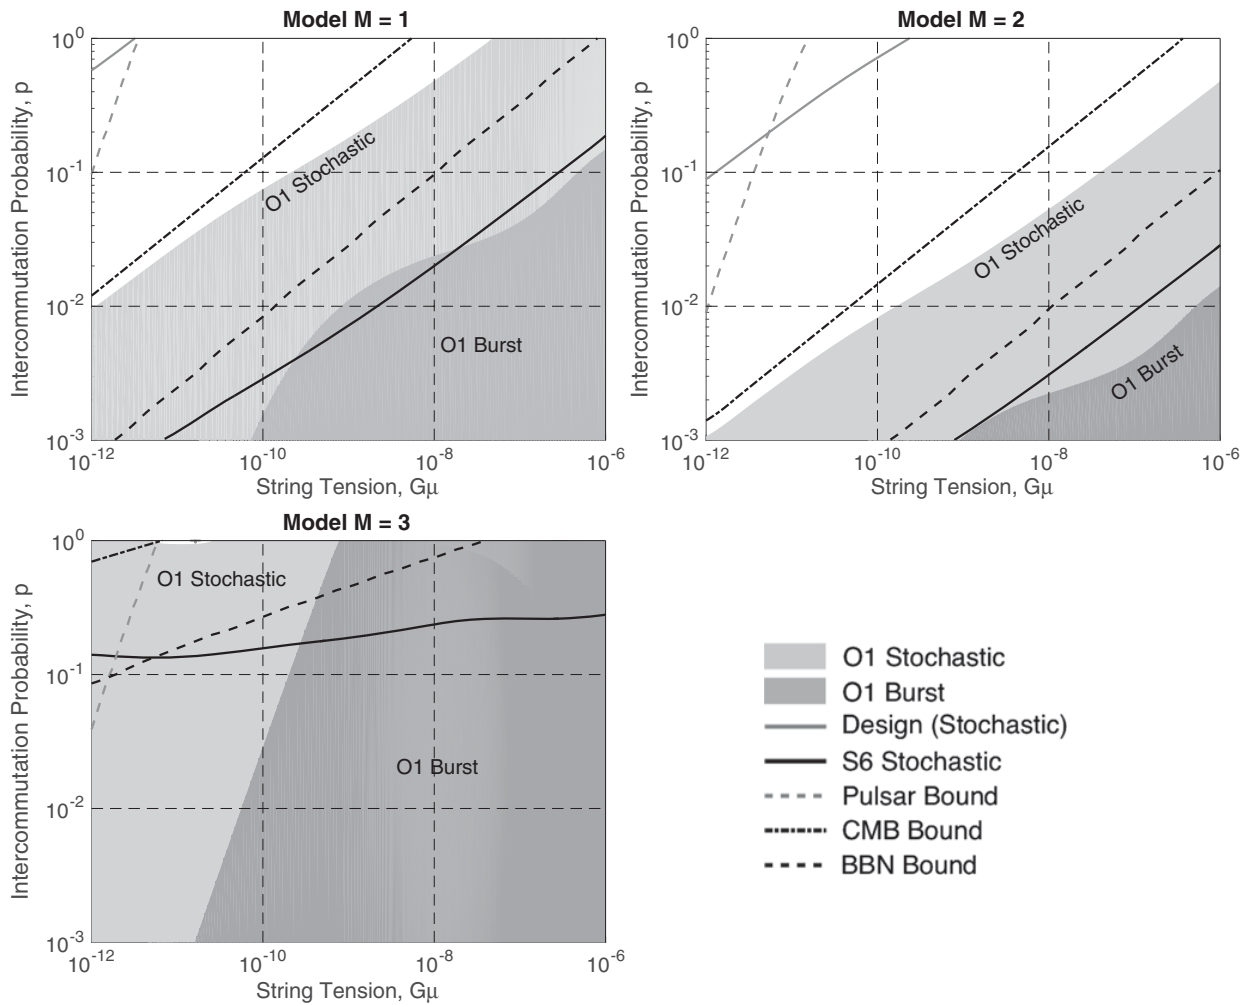 Model M = 1
Intercommutation Probability, p
10^0
10^-1
10^-2
10^-3
O1 Stochastic
O1 Burst
10^-12
10^-10
10^-8
10^-6
String Tension, Gμ
Model M = 2
Intercommutation Probability, p
10^0
10^-1
10^-2
10^-3
O1 Stochastic
O1 Burst
10^-12
10^-10
10^-8
10^-6
String Tension, Gμ
Model M = 3
Intercommutation Probability, p
10^0
10^-1
10^-2
10^-3
O1 Stochastic
O1 Burst
10^-12
10^-10
10^-8
10^-6
String Tension, Gμ
O1 Stochastic
O1 Burst
Design (Stochastic)
S6 Stochastic
Pulsar Bound
CMB Bound
BBN Bound